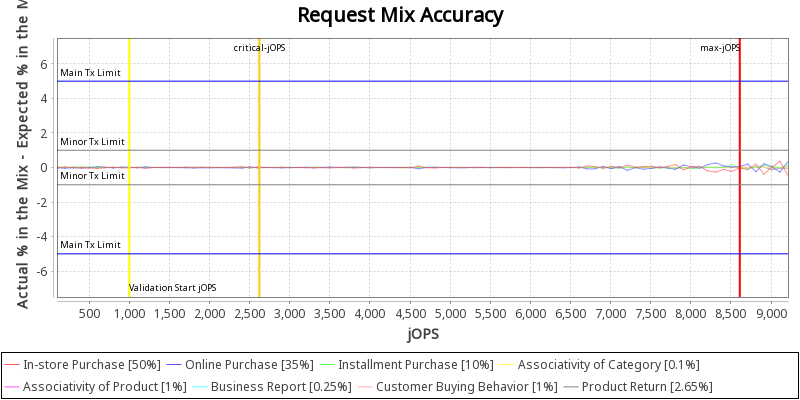 Request Mix Accuracy
Actual % in the Mix - Expected % in the M
6
4
2
0
-2
-4
-6
critical-jOPS
max-jOPS
Main Tx Limit
Minor Tx Limit
Minor Tx Limit
Main Tx Limit
Validation Start jOPS
500 1,000 1,500 2,000 2,500 3,000 3,500 4,000 4,500 5,000 5,500 6,000 6,500 7,000 7,500 8,000 8,500 9,000
jOPS
In-store Purchase [50%] Online Purchase [35%] Installment Purchase [10%] Associativity of Category [0.1%]
Associativity of Product [1%] Business Report [0.25%] Customer Buying Behavior [1%] Product Return [2.65%]